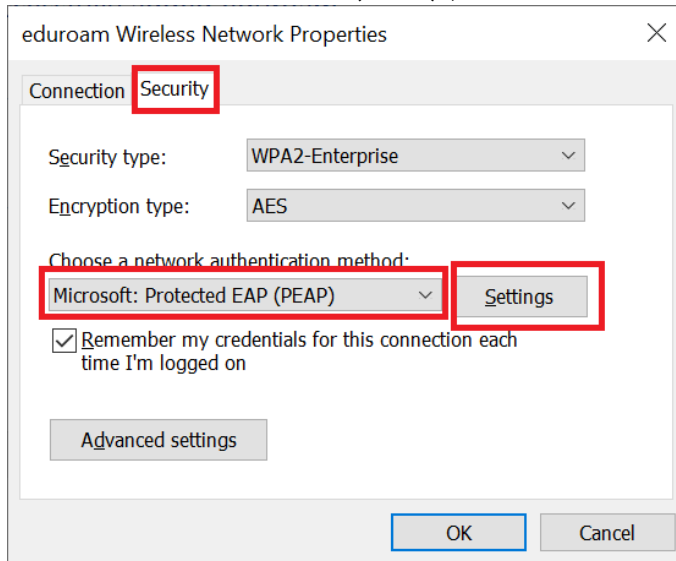 eduroam Wireless Network Properties
Connection Security
Security type: WPA2-Enterprise
Encryption type: AES
Choose a network authentication method:
Microsoft: Protected EAP (PEAP) Settings
Remember my credentials for this connection each
time I'm logged on
Advanced settings
OK Cancel